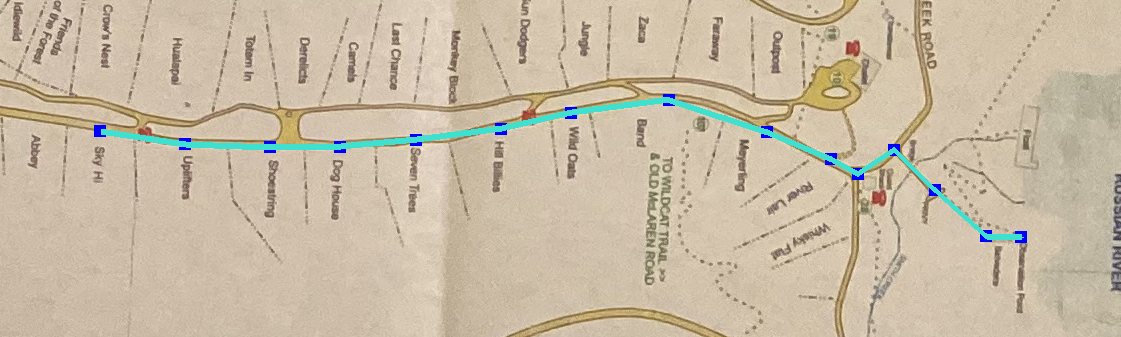 Idlewild
Friends
of the Forest
Crow's Nest
Hualapai
Totem In
Derelicts
Camels
Last Chance
Monkey Block
Sun Dodgers
Jungle
Zaca
Faraway
Outpost
EEK ROAD
Abbey
Sky Hi
Uplifters
Shoestring
Dog House
Seven Trees
Hill Billies
Wild Oats
Band
TO WILDCAT TRAIL >>
& OLD McLAREN ROAD
Meyerling
River Lair
Whisky Flat
RUSSIAN RIVER